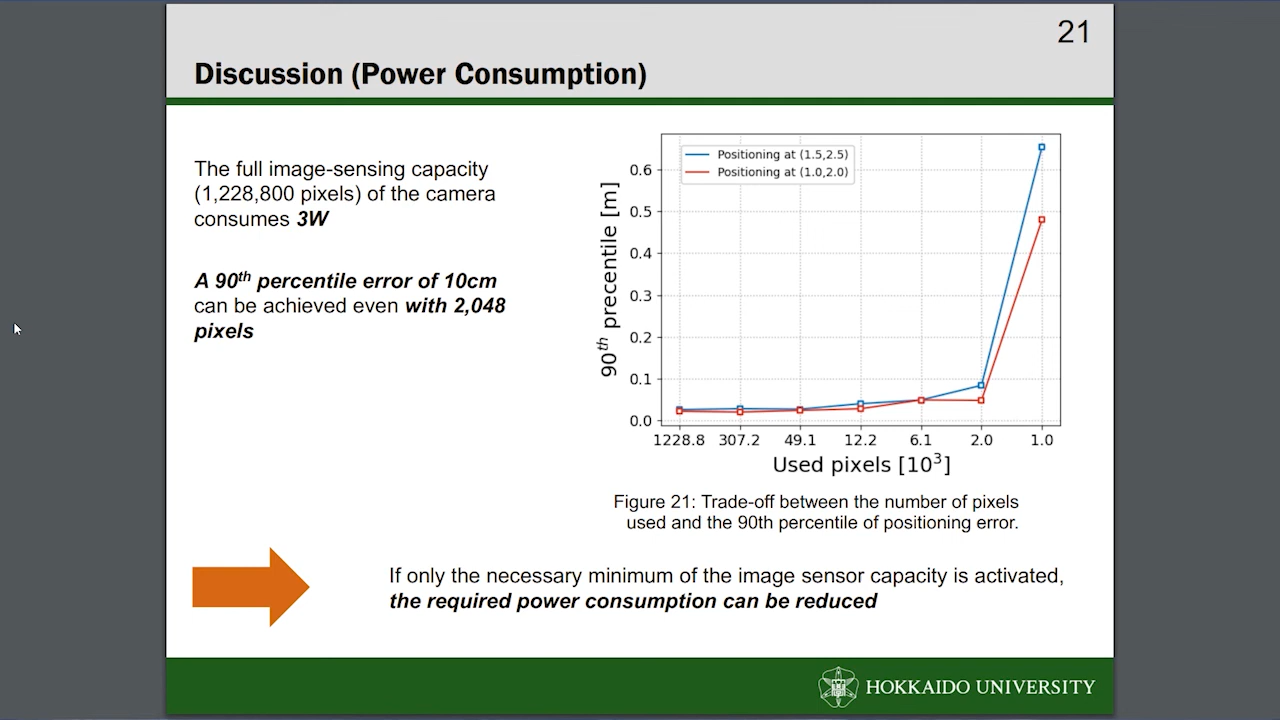 21
Discussion (Power Consumption)
The full image-sensing capacity
(1,228,800 pixels) of the camera
consumes 3W
A 90th percentile error of 10cm
can be achieved even with 2,048
pixels
Positioning at (1.5,2.5)
Positioning at (1.0,2.0)
90th precentile [m]
0.6
0.5
0.4
0.3
0.2
0.1
0.0
1228.8 307.2 49.1 12.2 6.1 2.0 1.0
Used pixels [10³]
Figure 21: Trade-off between the number of pixels
used and the 90th percentile of positioning error.
If only the necessary minimum of the image sensor capacity is activated,
the required power consumption can be reduced
HOKKAIDO UNIVERSITY